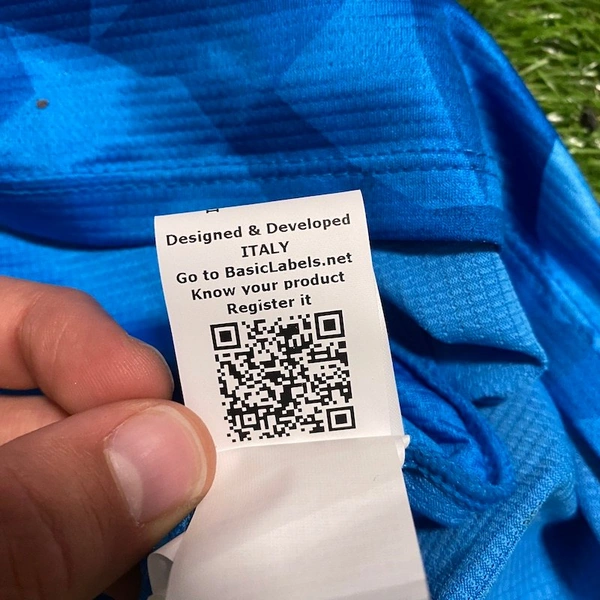 Designed & Developed
ITALY
Go to BasicLabels.net
Know your product
Register it